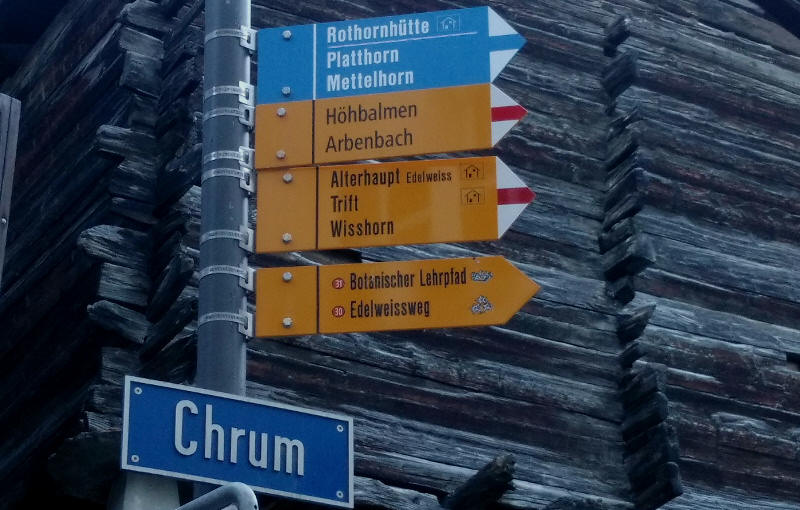 Rothornhütte
Platthorn
Mettelhorn
Höhbalmen
Arbenbach
Alterhaupt Edelweiss
Trift
Wisshorn
31 Botanischer Lehrpfad
30 Edelweissweg
Chrum